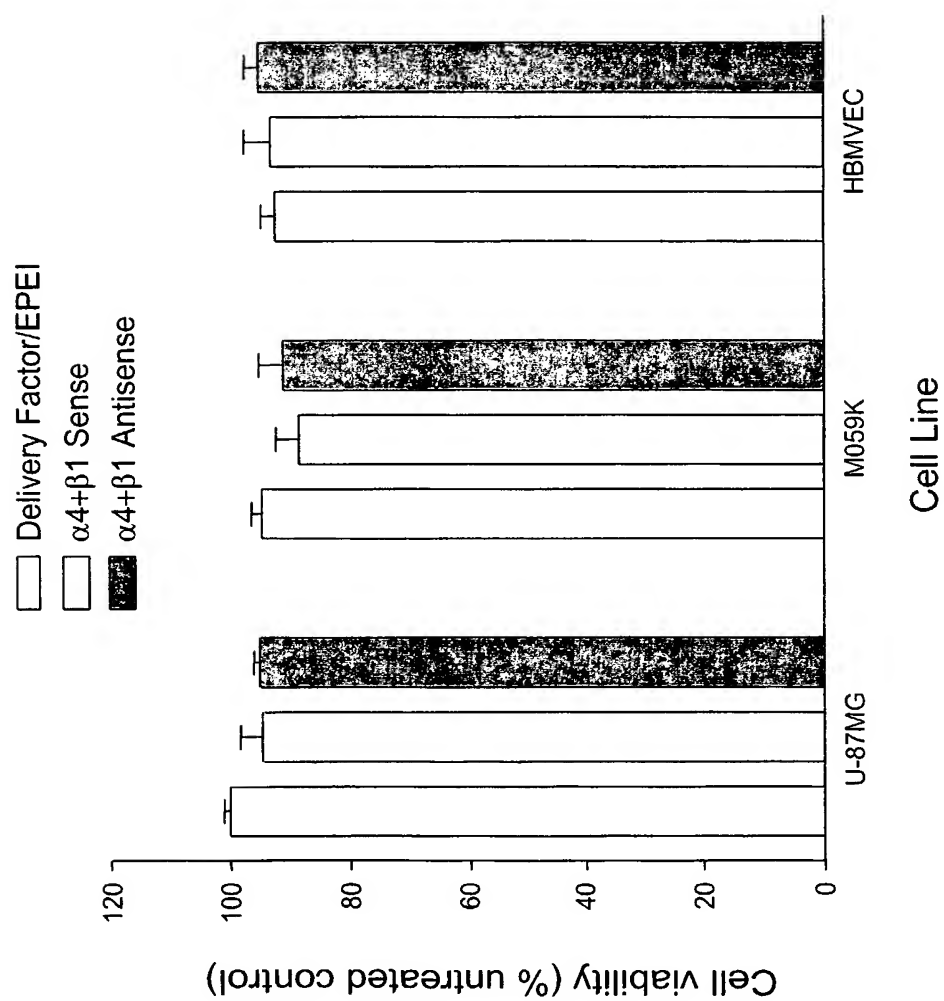 Delivery Factor/EPEI
α4+β1 Sense
α4+β1 Antisense
Cell viability (% untreated control)
120
100
80
60
40
20
0
U-87MG
M059K
HBMVEC
Cell Line